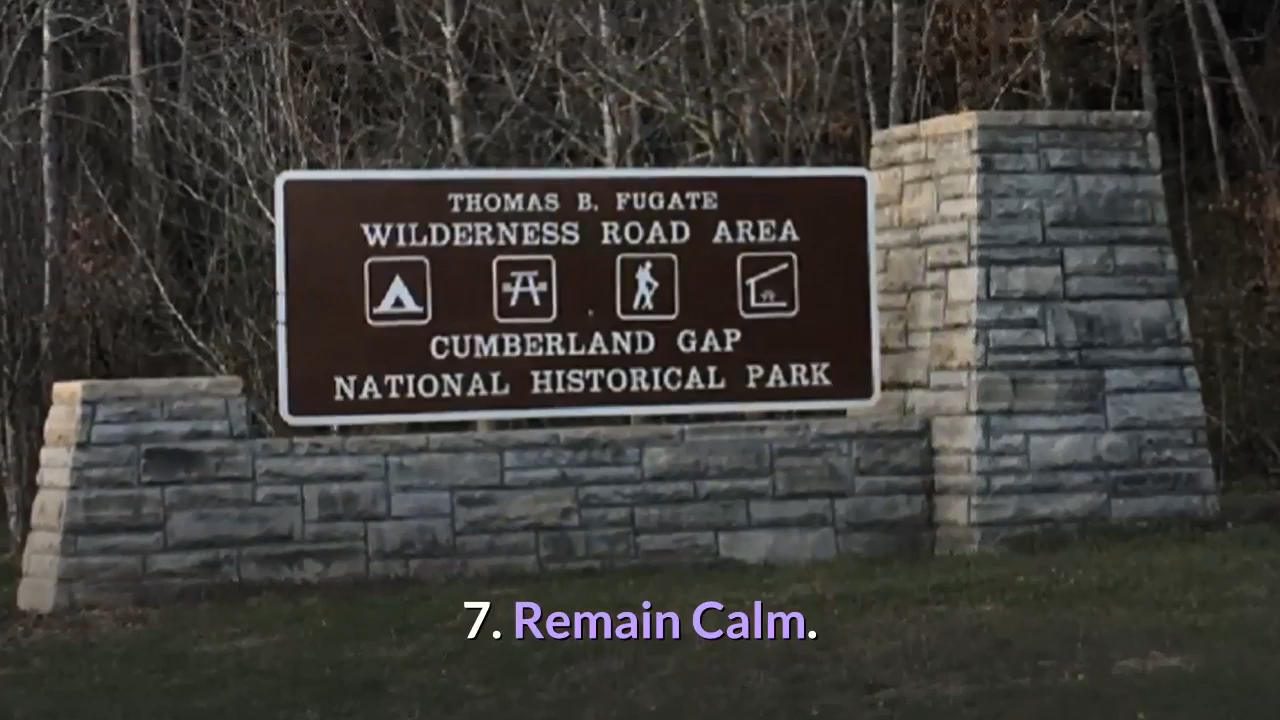 THOMAS B. FUGATE
WILDERNESS ROAD AREA
CUMBERLAND GAP
NATIONAL HISTORICAL PARK
7. Remain Calm.